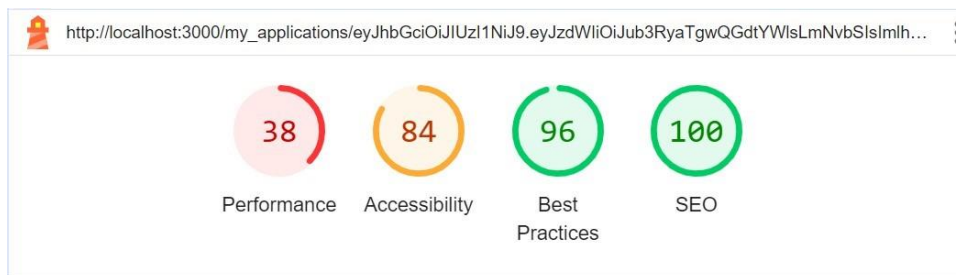 http://localhost:3000/my_applications/eyJhbGciOiJIUzI1NiJ9.eyJzdWIiOiJub3RyaTgwQGdtYWlsLmNvbSIsImlh...
38 84 96 100
Performance Accessibility Best Practices SEO